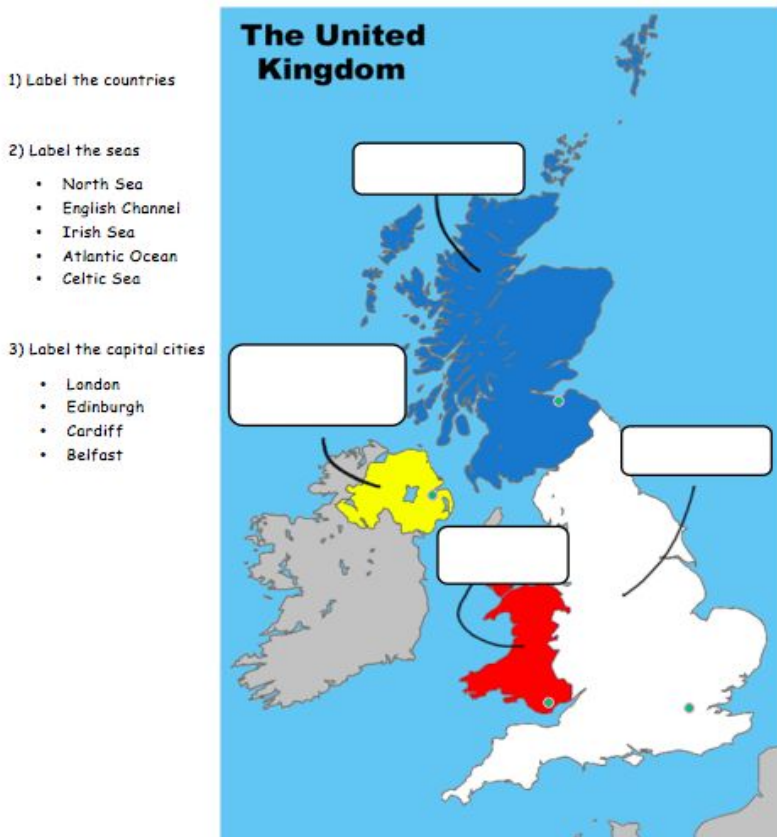 The United
Kingdom
1) Label the countries
2) Label the seas
• North Sea
• English Channel
• Irish Sea
• Atlantic Ocean
• Celtic Sea
3) Label the capital cities
• London
• Edinburgh
• Cardiff
• Belfast